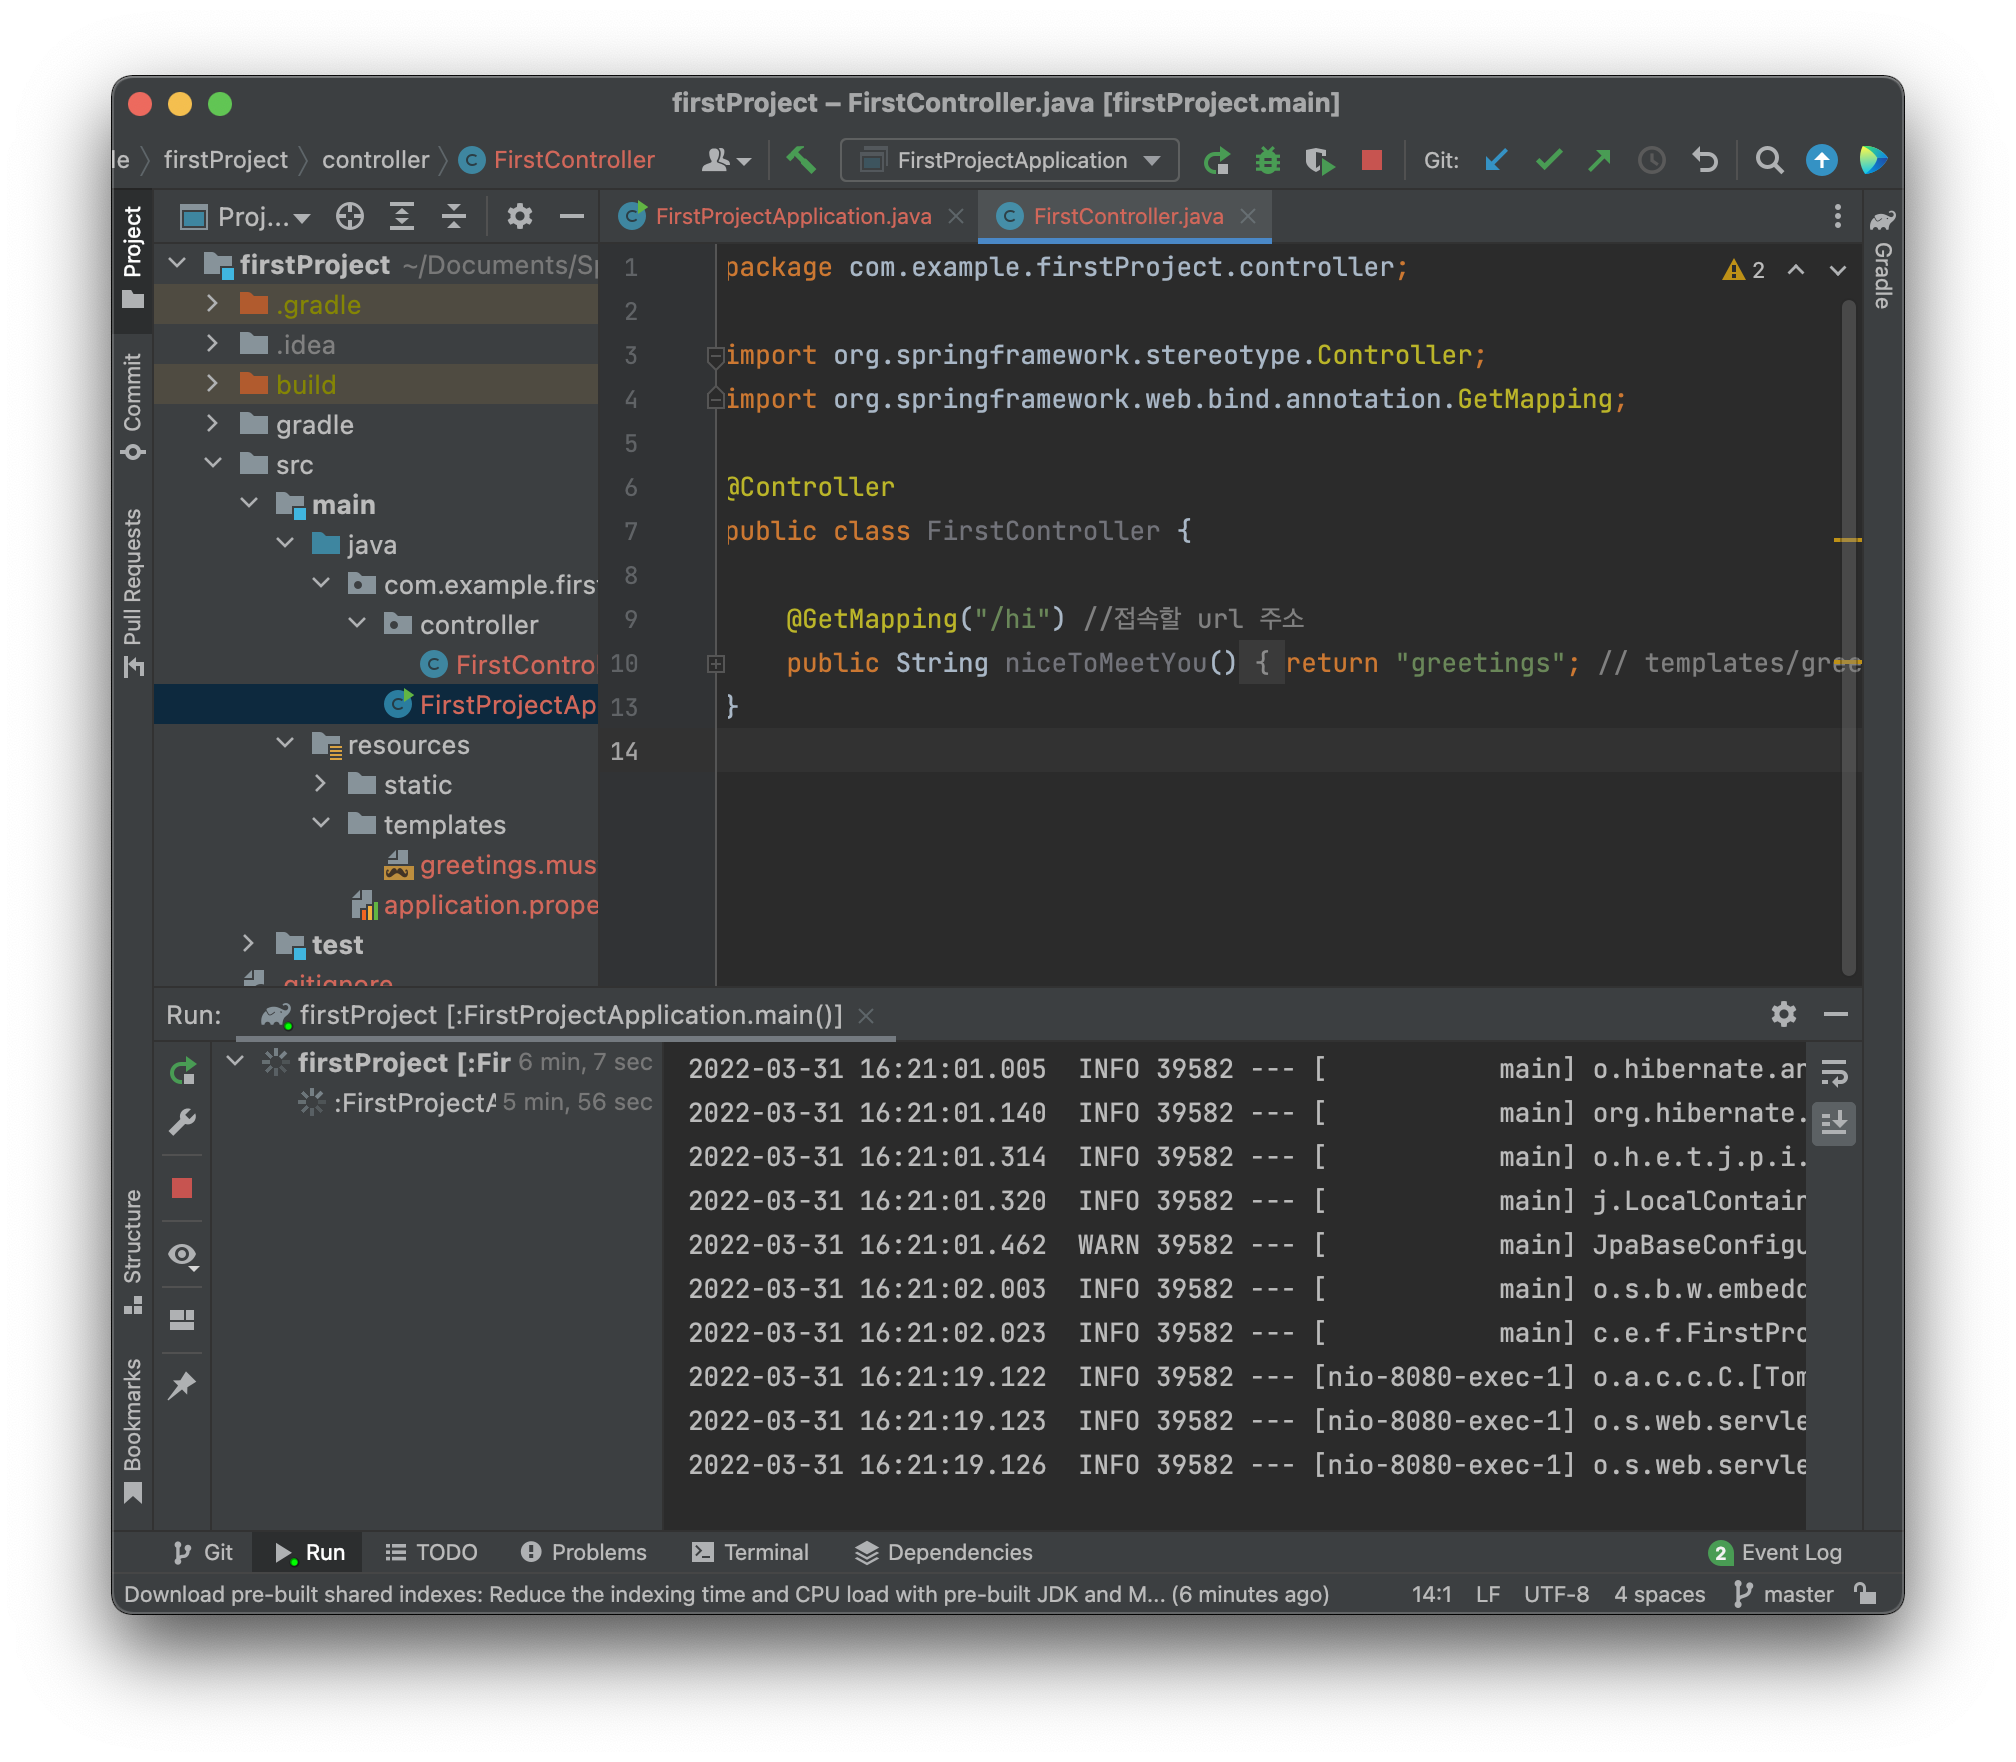 firstProject – FirstController.java [firstProject.main]
le firstProject controller FirstController
FirstProjectApplication
Git:
Project
Commit
Pull Requests
Structure
Bookmarks
Gradle
Proj...
firstProject ~/Documents/Sp
.gradle
.idea
build
gradle
src
main
java
com.example.firs
controller
FirstContro
FirstProjectAp
resources
static
templates
greetings.mus
application.prope
test
.gitignore
FirstProjectApplication.java
FirstController.java
2
1 package com.example.firstProject.controller;
2
3 import org.springframework.stereotype.Controller;
4 import org.springframework.web.bind.annotation.GetMapping;
5
6 @Controller
7 public class FirstController {
8
9 @GetMapping("/hi") //접속할 url 주소
10 public String niceToMeetYou() { return "greetings"; // templates/gree
13 }
14
Run: firstProject [:FirstProjectApplication.main()]
firstProject [:Fir 6 min, 7 sec
:FirstProjectA 5 min, 56 sec
2022-03-31 16:21:01.005 INFO 39582 --- [ main] o.hibernate.an
2022-03-31 16:21:01.140 INFO 39582 --- [ main] org.hibernate.
2022-03-31 16:21:01.314 INFO 39582 --- [ main] o.h.e.t.j.p.i.
2022-03-31 16:21:01.320 INFO 39582 --- [ main] j.LocalContain
2022-03-31 16:21:01.462 WARN 39582 --- [ main] JpaBaseConfigu
2022-03-31 16:21:02.003 INFO 39582 --- [ main] o.s.b.w.embedd
2022-03-31 16:21:02.023 INFO 39582 --- [ main] c.e.f.FirstPro
2022-03-31 16:21:19.122 INFO 39582 --- [nio-8080-exec-1] o.a.c.c.C.[Tom
2022-03-31 16:21:19.123 INFO 39582 --- [nio-8080-exec-1] o.s.web.servle
2022-03-31 16:21:19.126 INFO 39582 --- [nio-8080-exec-1] o.s.web.servle
Git Run TODO Problems Terminal Dependencies 2 Event Log
Download pre-built shared indexes: Reduce the indexing time and CPU load with pre-built JDK and M... (6 minutes ago) 14:1 LF UTF-8 4 spaces master